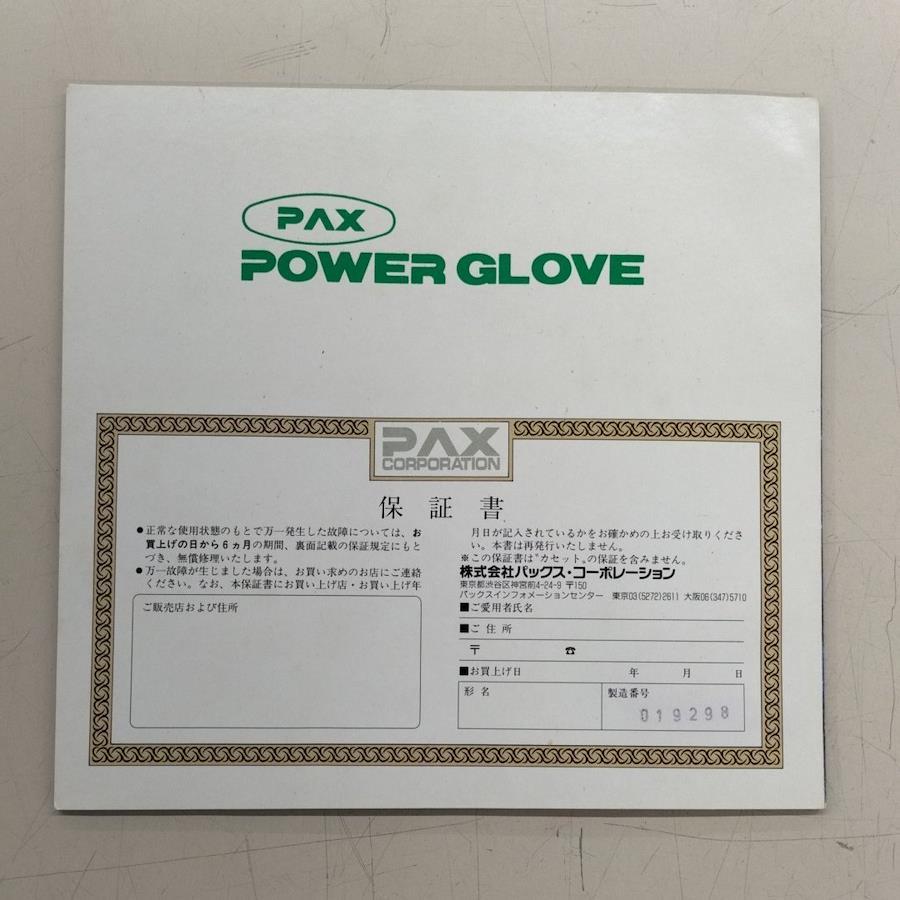 PAX
POWER GLOVE
PAX
CORPORATION
保証書
●正常な使用状態のもとで万一発生した故障については、お
買上げの日から6ヵ月の期間、裏面記載の保証規定にもと
づき、無償修理いたします。
●万一故障が生じました場合は、お買い求めのお店にご連絡
ください。なお、本保証書にお買い上げ店・お買い上げ年
月日が記入されているかをお確かめの上お受け取りくださ
い。本書は再発行いたしません。
※この保証書は"カセット"の保証を含みません。
株式会社パックス・コーポレーション
東京都渋谷区神宮前4-24-9 〒150
パックスインフォメーションセンター 東京03(5272)2611 大阪06(347)5710
ご販売店および住所
■ご愛用者氏名
■ご住所
〒 ☎
■お買上げ日 年 月 日
形名
製造番号
019298